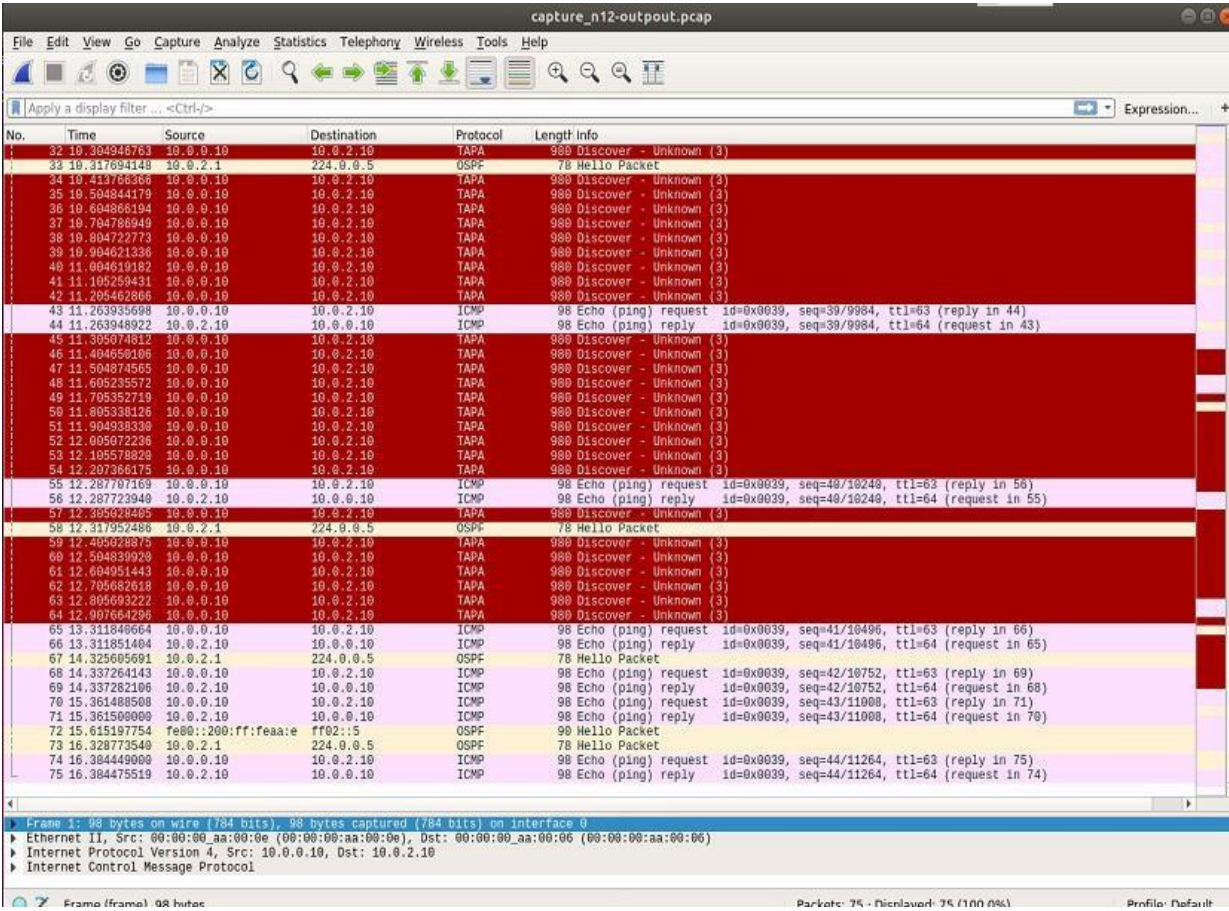 capture_n12-outpout.pcap
File Edit View Go Capture Analyze Statistics Telephony Wireless Tools Help
Apply a display filter ... <Ctrl-/> Expression... +
No. Time Source Destination Protocol Length Info
32 10.304946763 10.0.0.10 10.0.2.10 TAPA 980 Discover - Unknown (3)
33 10.317694148 10.0.2.1 224.0.0.5 OSPF 78 Hello Packet
34 10.413766366 10.0.0.10 10.0.2.10 TAPA 980 Discover - Unknown (3)
35 10.504844179 10.0.0.10 10.0.2.10 TAPA 980 Discover - Unknown (3)
36 10.604866194 10.0.0.10 10.0.2.10 TAPA 980 Discover - Unknown (3)
37 10.704786949 10.0.0.10 10.0.2.10 TAPA 980 Discover - Unknown (3)
38 10.804722773 10.0.0.10 10.0.2.10 TAPA 980 Discover - Unknown (3)
39 10.904621336 10.0.0.10 10.0.2.10 TAPA 980 Discover - Unknown (3)
40 11.004619182 10.0.0.10 10.0.2.10 TAPA 980 Discover - Unknown (3)
41 11.105259431 10.0.0.10 10.0.2.10 TAPA 980 Discover - Unknown (3)
42 11.205462866 10.0.0.10 10.0.2.10 TAPA 980 Discover - Unknown (3)
43 11.263935698 10.0.0.10 10.0.2.10 ICMP 98 Echo (ping) request id=0x0039, seq=39/9984, ttl=63 (reply in 44)
44 11.263948922 10.0.2.10 10.0.0.10 ICMP 98 Echo (ping) reply id=0x0039, seq=39/9984, ttl=64 (request in 43)
45 11.305074812 10.0.0.10 10.0.2.10 TAPA 980 Discover - Unknown (3)
46 11.404650106 10.0.0.10 10.0.2.10 TAPA 980 Discover - Unknown (3)
47 11.504874565 10.0.0.10 10.0.2.10 TAPA 980 Discover - Unknown (3)
48 11.605235572 10.0.0.10 10.0.2.10 TAPA 980 Discover - Unknown (3)
49 11.705352719 10.0.0.10 10.0.2.10 TAPA 980 Discover - Unknown (3)
50 11.805338126 10.0.0.10 10.0.2.10 TAPA 980 Discover - Unknown (3)
51 11.904938330 10.0.0.10 10.0.2.10 TAPA 980 Discover - Unknown (3)
52 12.005072236 10.0.0.10 10.0.2.10 TAPA 980 Discover - Unknown (3)
53 12.105578820 10.0.0.10 10.0.2.10 TAPA 980 Discover - Unknown (3)
54 12.207366175 10.0.0.10 10.0.2.10 TAPA 980 Discover - Unknown (3)
55 12.287707169 10.0.0.10 10.0.2.10 ICMP 98 Echo (ping) request id=0x0039, seq=40/10240, ttl=63 (reply in 56)
56 12.287723940 10.0.2.10 10.0.0.10 ICMP 98 Echo (ping) reply id=0x0039, seq=40/10240, ttl=64 (request in 55)
57 12.305028405 10.0.0.10 10.0.2.10 TAPA 980 Discover - Unknown (3)
58 12.317952486 10.0.2.1 224.0.0.5 OSPF 78 Hello Packet
59 12.405028875 10.0.0.10 10.0.2.10 TAPA 980 Discover - Unknown (3)
60 12.504839920 10.0.0.10 10.0.2.10 TAPA 980 Discover - Unknown (3)
61 12.604951443 10.0.0.10 10.0.2.10 TAPA 980 Discover - Unknown (3)
62 12.705682618 10.0.0.10 10.0.2.10 TAPA 980 Discover - Unknown (3)
63 12.805693222 10.0.0.10 10.0.2.10 TAPA 980 Discover - Unknown (3)
64 12.907664296 10.0.0.10 10.0.2.10 TAPA 980 Discover - Unknown (3)
65 13.311840664 10.0.0.10 10.0.2.10 ICMP 98 Echo (ping) request id=0x0039, seq=41/10496, ttl=63 (reply in 66)
66 13.311851404 10.0.2.10 10.0.0.10 ICMP 98 Echo (ping) reply id=0x0039, seq=41/10496, ttl=64 (request in 65)
67 14.325605691 10.0.2.1 224.0.0.5 OSPF 78 Hello Packet
68 14.337264143 10.0.0.10 10.0.2.10 ICMP 98 Echo (ping) request id=0x0039, seq=42/10752, ttl=63 (reply in 69)
69 14.337282106 10.0.2.10 10.0.0.10 ICMP 98 Echo (ping) reply id=0x0039, seq=42/10752, ttl=64 (request in 68)
70 15.361488508 10.0.0.10 10.0.2.10 ICMP 98 Echo (ping) request id=0x0039, seq=43/11008, ttl=63 (reply in 71)
71 15.361500000 10.0.2.10 10.0.0.10 ICMP 98 Echo (ping) reply id=0x0039, seq=43/11008, ttl=64 (request in 70)
72 15.615197754 fe80::200:ff:feaa:e ff02::5 OSPF 90 Hello Packet
73 16.328773540 10.0.2.1 224.0.0.5 OSPF 78 Hello Packet
74 16.384449000 10.0.0.10 10.0.2.10 ICMP 98 Echo (ping) request id=0x0039, seq=44/11264, ttl=63 (reply in 75)
75 16.384475519 10.0.2.10 10.0.0.10 ICMP 98 Echo (ping) reply id=0x0039, seq=44/11264, ttl=64 (request in 74)
Frame 1: 98 bytes on wire (784 bits), 98 bytes captured (784 bits) on interface 0
Ethernet II, Src: 00:00:00_aa:00:0e (00:00:00:aa:00:0e), Dst: 00:00:00_aa:00:06 (00:00:00:aa:00:06)
Internet Protocol Version 4, Src: 10.0.0.10, Dst: 10.0.2.10
Internet Control Message Protocol
Frame (frame), 98 bytes Packets: 75 · Displayed: 75 (100.0%) Profile: Default